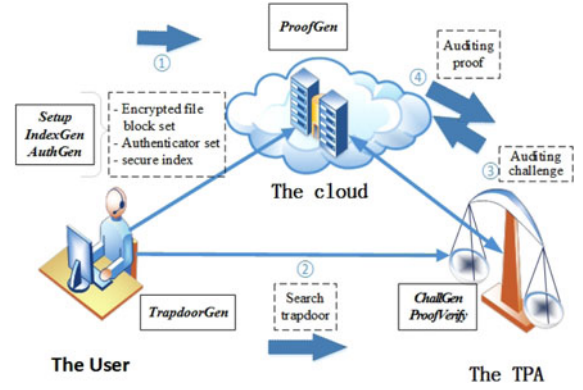 ProofGen
①
④
Auditing
proof
Setup
IndexGen
AuthGen
- Encrypted file
block set
- Authenticator set
- secure index
③
Auditing
challenge
The cloud
②
TrapdoorGen
Search
trapdoor
ChallGen
ProofVerify
The User
The TPA